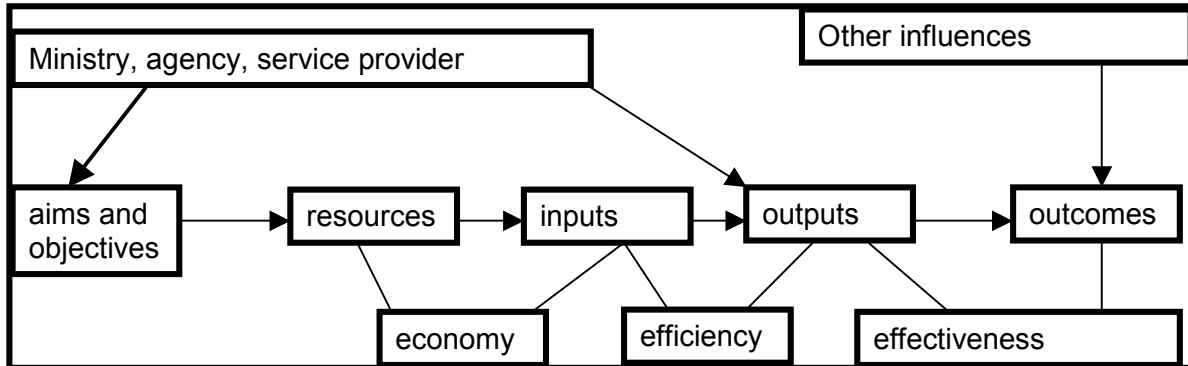 Other influences
Ministry, agency, service provider
aims and
objectives
resources
inputs
outputs
outcomes
economy
efficiency
effectiveness